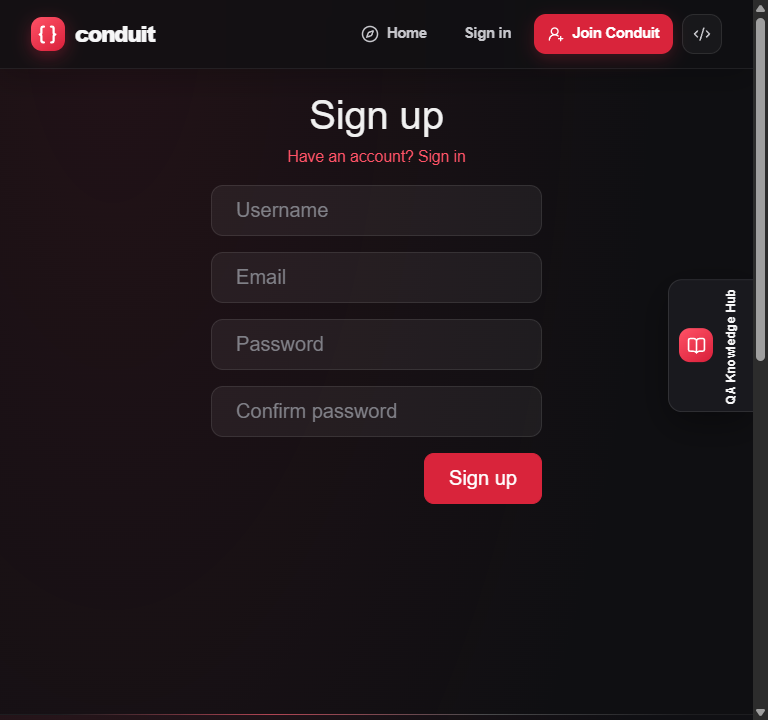 { } conduit
Home
Sign in
Join Conduit
</>
Sign up
Have an account? Sign in
Username
Email
Password
Confirm password
Sign up
QA Knowledge Hub